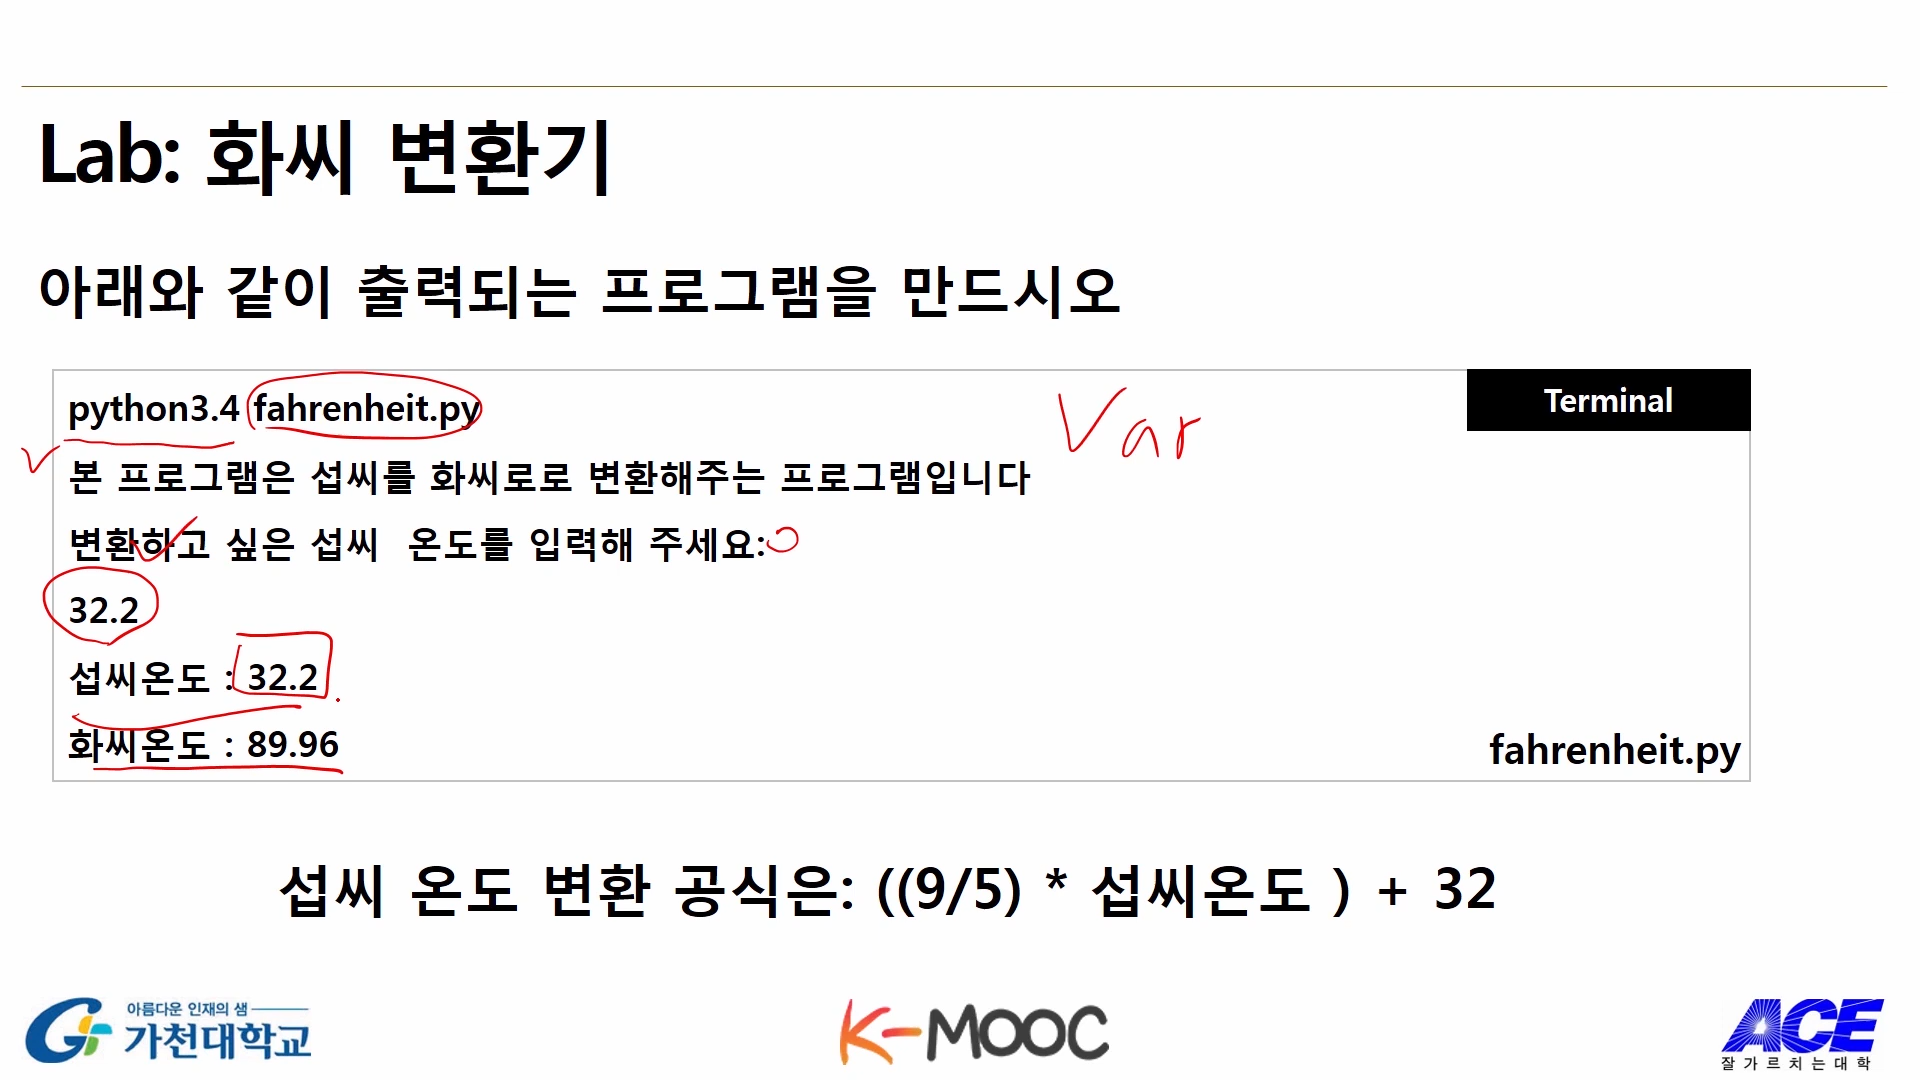 Lab: 화씨 변환기
아래와 같이 출력되는 프로그램을 만드시오
Terminal
python3.4 fahrenheit.py
Var
본 프로그램은 섭씨를 화씨로로 변환해주는 프로그램입니다
변환하고 싶은 섭씨 온도를 입력해 주세요:
32.2
섭씨온도 : 32.2
화씨온도 : 89.96
fahrenheit.py
섭씨 온도 변환 공식은: ((9/5) * 섭씨온도 ) + 32
아름다운 인재의 샘
가천대학교
K-MOOC
ACE
잘가르치는대학